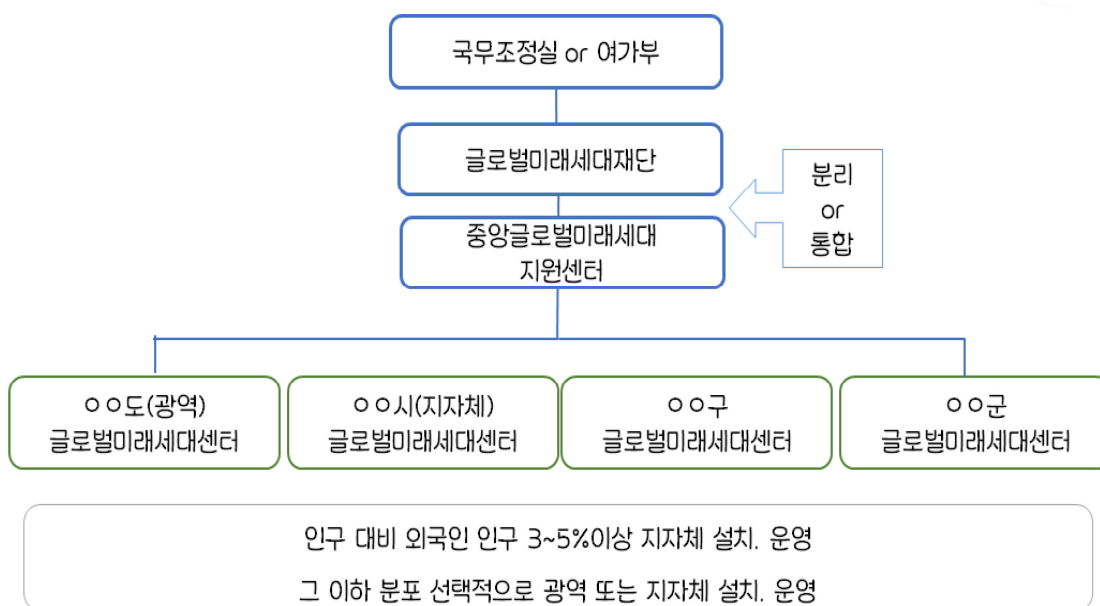 국무조정실 or 여가부
글로벌미래세대재단
분리
or
통합
중앙글로벌미래세대
지원센터
ㅇㅇ도(광역)
글로벌미래세대센터
ㅇㅇ시(지자체)
글로벌미래세대센터
ㅇㅇ구
글로벌미래세대센터
ㅇㅇ군
글로벌미래세대센터
인구 대비 외국인 인구 3~5%이상 지자체 설치. 운영
그 이하 분포 선택적으로 광역 또는 지자체 설치. 운영